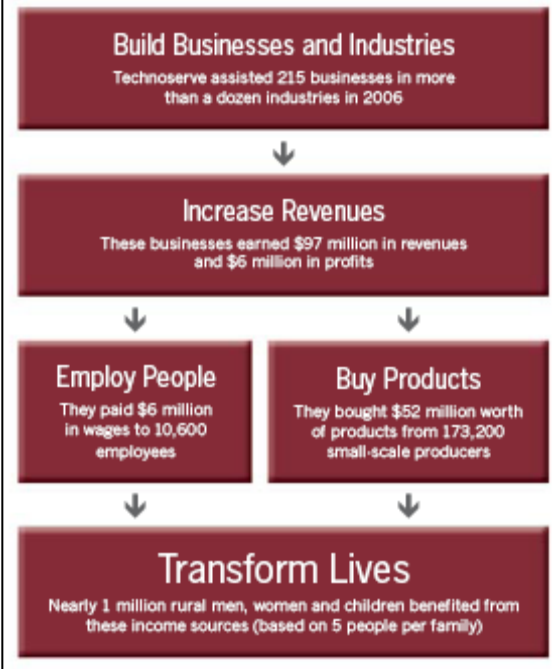 Build Businesses and Industries
Technoserve assisted 215 businesses in more
than a dozen industries in 2006
Increase Revenues
These businesses earned $97 million in revenues
and $6 million in profits
Employ People
They paid $6 million
in wages to 10,600
employees
Buy Products
They bought $52 million worth
of products from 173,200
small-scale producers
Transform Lives
Nearly 1 million rural men, women and children benefited from
these income sources (based on 5 people per family)